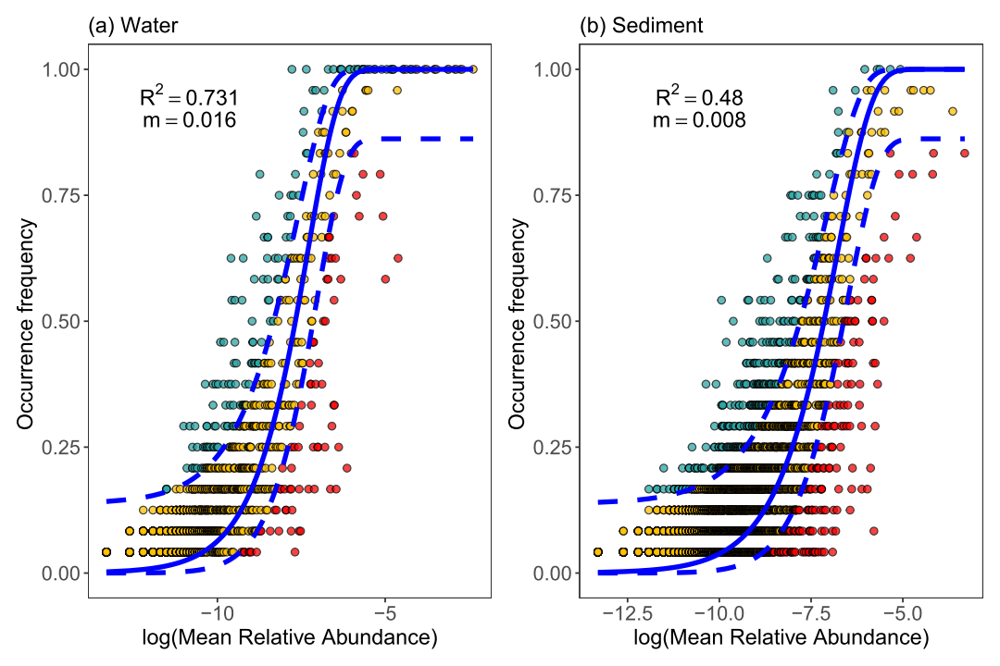 (a) Water
Occurrence frequency
1.00
0.75
0.50
0.25
0.00
R² = 0.731
m = 0.016
−10
−5
log(Mean Relative Abundance)
(b) Sediment
Occurrence frequency
1.00
0.75
0.50
0.25
0.00
R² = 0.48
m = 0.008
−12.5
−10.0
−7.5
−5.0
log(Mean Relative Abundance)